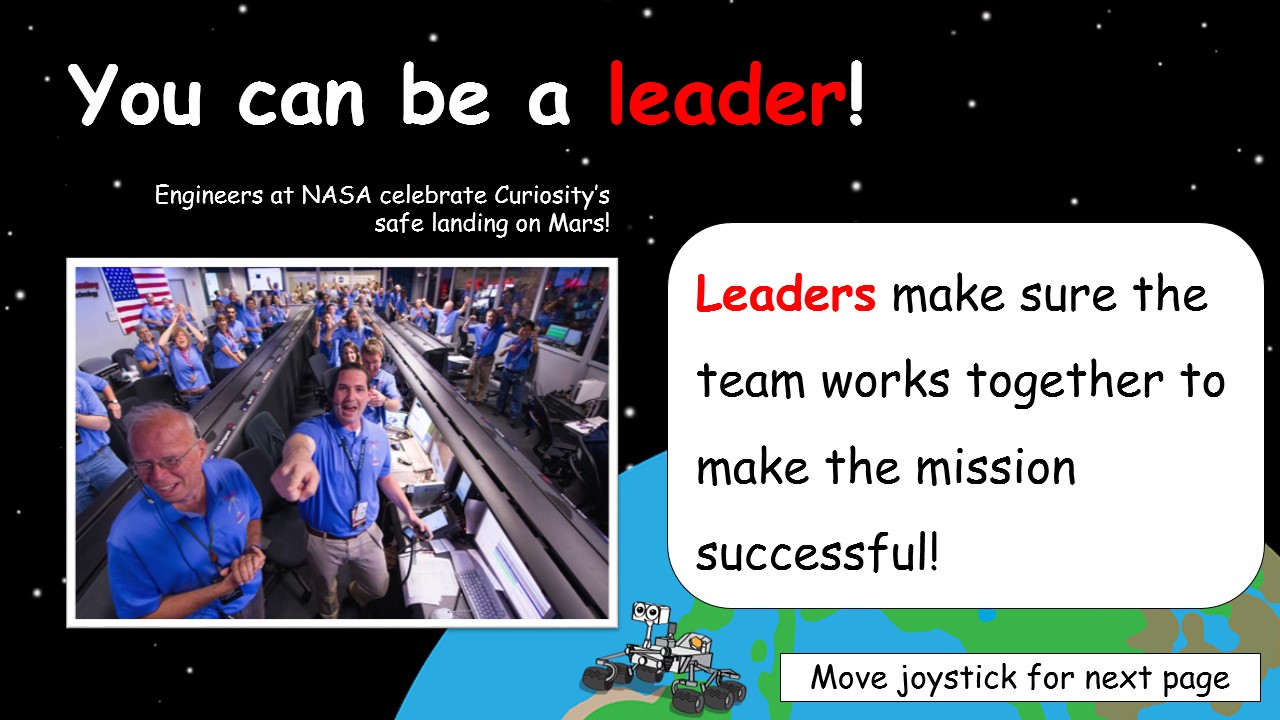 You can be a leader!
Engineers at NASA celebrate Curiosity’s
safe landing on Mars!
Leaders make sure the
team works together to
make the mission
successful!
Move joystick for next page